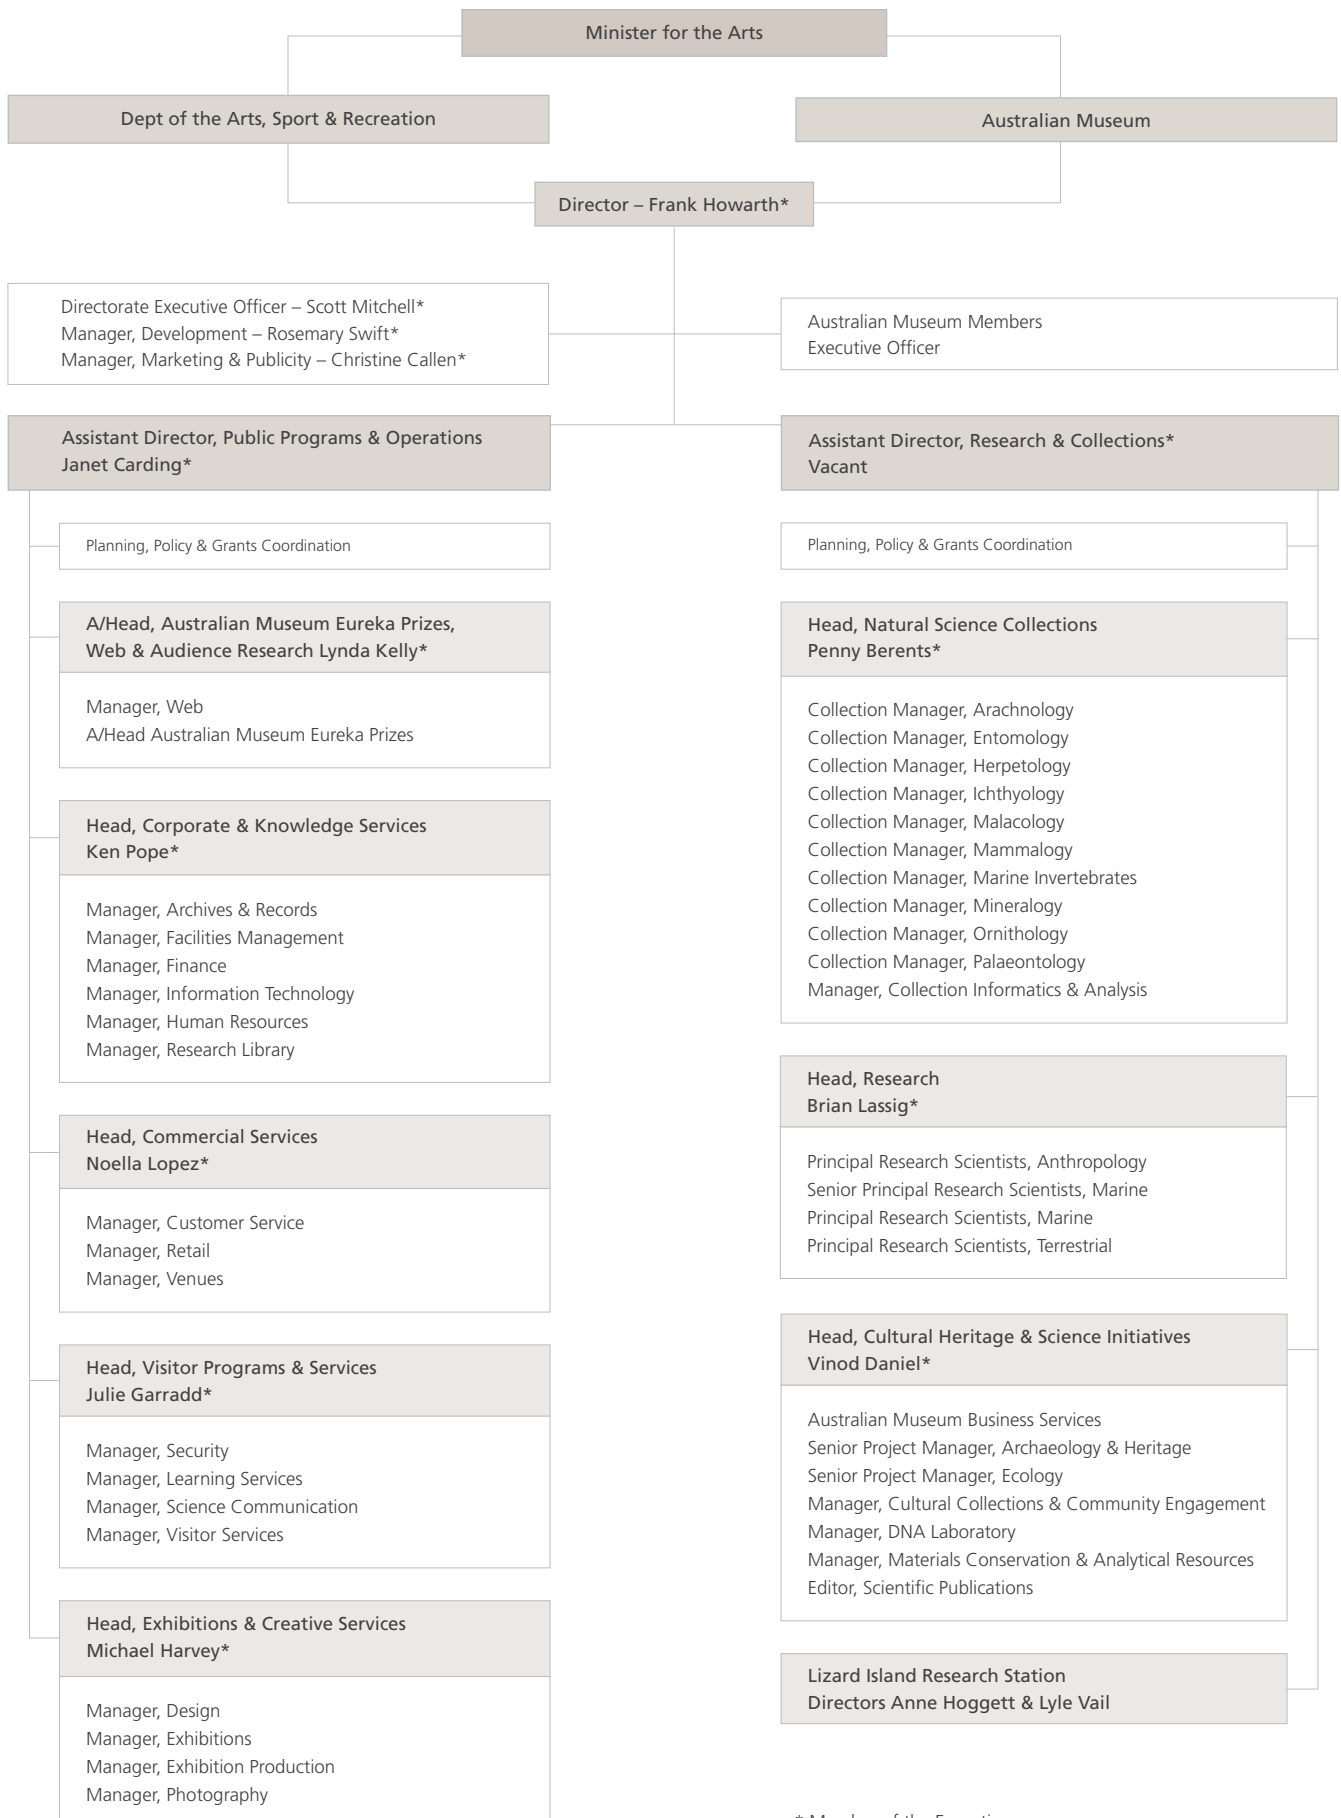 Minister for the Arts
Dept of the Arts, Sport & Recreation
Australian Museum
Director – Frank Howarth*
Directorate Executive Officer – Scott Mitchell*
Manager, Development – Rosemary Swift*
Manager, Marketing & Publicity – Christine Callen*
Australian Museum Members
Executive Officer
Assistant Director, Public Programs & Operations
Janet Carding*
Planning, Policy & Grants Coordination
A/Head, Australian Museum Eureka Prizes,
Web & Audience Research Lynda Kelly*
Manager, Web
A/Head Australian Museum Eureka Prizes
Head, Corporate & Knowledge Services
Ken Pope*
Manager, Archives & Records
Manager, Facilities Management
Manager, Finance
Manager, Information Technology
Manager, Human Resources
Manager, Research Library
Head, Commercial Services
Noella Lopez*
Manager, Customer Service
Manager, Retail
Manager, Venues
Head, Visitor Programs & Services
Julie Garradd*
Manager, Security
Manager, Learning Services
Manager, Science Communication
Manager, Visitor Services
Head, Exhibitions & Creative Services
Michael Harvey*
Manager, Design
Manager, Exhibitions
Manager, Exhibition Production
Manager, Photography
Assistant Director, Research & Collections*
Vacant
Planning, Policy & Grants Coordination
Head, Natural Science Collections
Penny Berents*
Collection Manager, Arachnology
Collection Manager, Entomology
Collection Manager, Herpetology
Collection Manager, Ichthyology
Collection Manager, Malacology
Collection Manager, Mammalogy
Collection Manager, Marine Invertebrates
Collection Manager, Mineralogy
Collection Manager, Ornithology
Collection Manager, Palaeontology
Manager, Collection Informatics & Analysis
Head, Research
Brian Lassig*
Principal Research Scientists, Anthropology
Senior Principal Research Scientists, Marine
Principal Research Scientists, Marine
Principal Research Scientists, Terrestrial
Head, Cultural Heritage & Science Initiatives
Vinod Daniel*
Australian Museum Business Services
Senior Project Manager, Archaeology & Heritage
Senior Project Manager, Ecology
Manager, Cultural Collections & Community Engagement
Manager, DNA Laboratory
Manager, Materials Conservation & Analytical Resources
Editor, Scientific Publications
Lizard Island Research Station
Directors Anne Hoggett & Lyle Vail